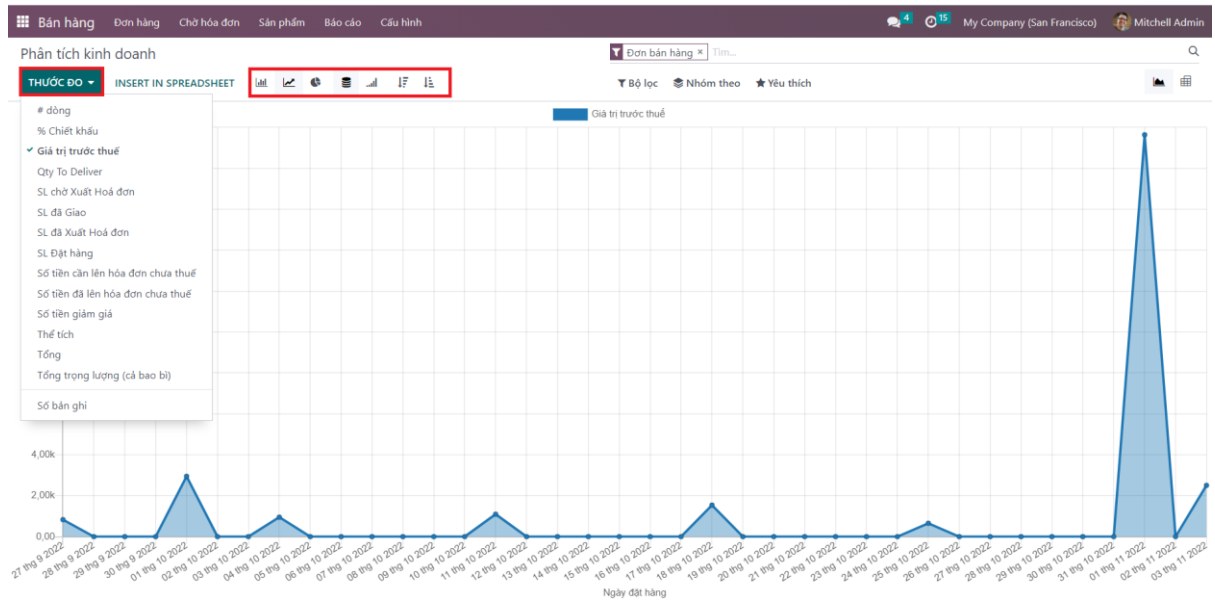 Bán hàng Đơn hàng Chờ hóa đơn Sản phẩm Báo cáo Cấu hình 4 15 My Company (San Francisco) Mitchell Admin
Phân tích kinh doanh Đơn bán hàng × Tìm...
THƯỚC ĐO INSERT IN SPREADSHEET Bộ lọc Nhóm theo Yêu thích
# dòng
% Chiết khấu
Giá trị trước thuế
Qty To Deliver
SL chờ Xuất Hoá đơn
SL đã Giao
SL đã Xuất Hoá đơn
SL Đặt hàng
Số tiền cần lên hóa đơn chưa thuế
Số tiền đã lên hóa đơn chưa thuế
Số tiền giảm giá
Thể tích
Tổng
Tổng trọng lượng (cả bao bì)
Số bản ghi
Giá trị trước thuế
4,00k
2,00k
0,00
27 thg 9 2022
28 thg 9 2022
29 thg 9 2022
30 thg 9 2022
01 thg 10 2022
02 thg 10 2022
03 thg 10 2022
04 thg 10 2022
05 thg 10 2022
06 thg 10 2022
07 thg 10 2022
08 thg 10 2022
09 thg 10 2022
10 thg 10 2022
11 thg 10 2022
12 thg 10 2022
13 thg 10 2022
14 thg 10 2022
15 thg 10 2022
16 thg 10 2022
17 thg 10 2022
18 thg 10 2022
19 thg 10 2022
20 thg 10 2022
21 thg 10 2022
22 thg 10 2022
23 thg 10 2022
24 thg 10 2022
25 thg 10 2022
26 thg 10 2022
27 thg 10 2022
28 thg 10 2022
29 thg 10 2022
30 thg 10 2022
31 thg 10 2022
01 thg 11 2022
02 thg 11 2022
03 thg 11 2022
Ngày đặt hàng